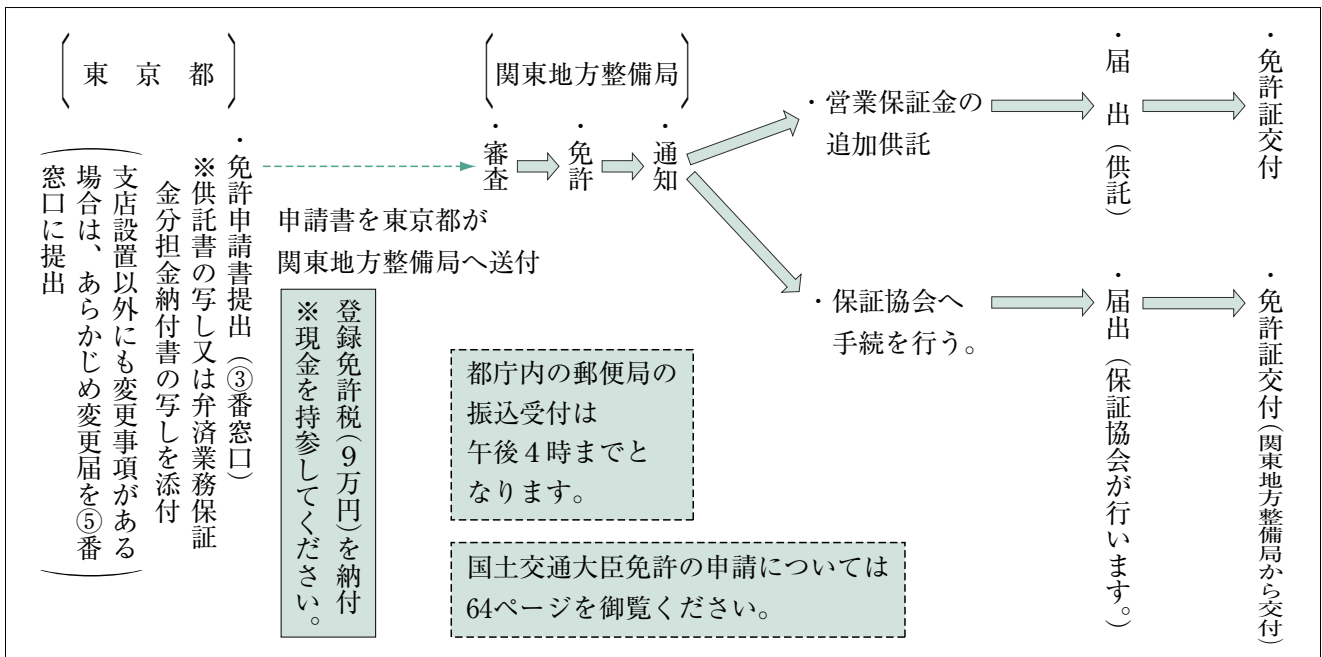 〔東京都〕
・免許申請書提出（③番窓口）
※供託書の写し又は弁済業務保証
金分担金納付書の写しを添付
（支店設置以外にも変更事項がある
場合は、あらかじめ変更届を⑤番
窓口に提出）
申請書を東京都が
関東地方整備局へ送付
登録免許税（９万円）を納付
※現金を持参してください。
〔関東地方整備局〕
・審査
・免許
・通知
・営業保証金の
追加供託
・届出（供託）
・免許証交付
・保証協会へ
手続を行う。
・届出（保証協会が行います。）
・免許証交付（関東地方整備局から交付）
都庁内の郵便局の
振込受付は
午後４時までと
なります。
国土交通大臣免許の申請については
64ページを御覧ください。